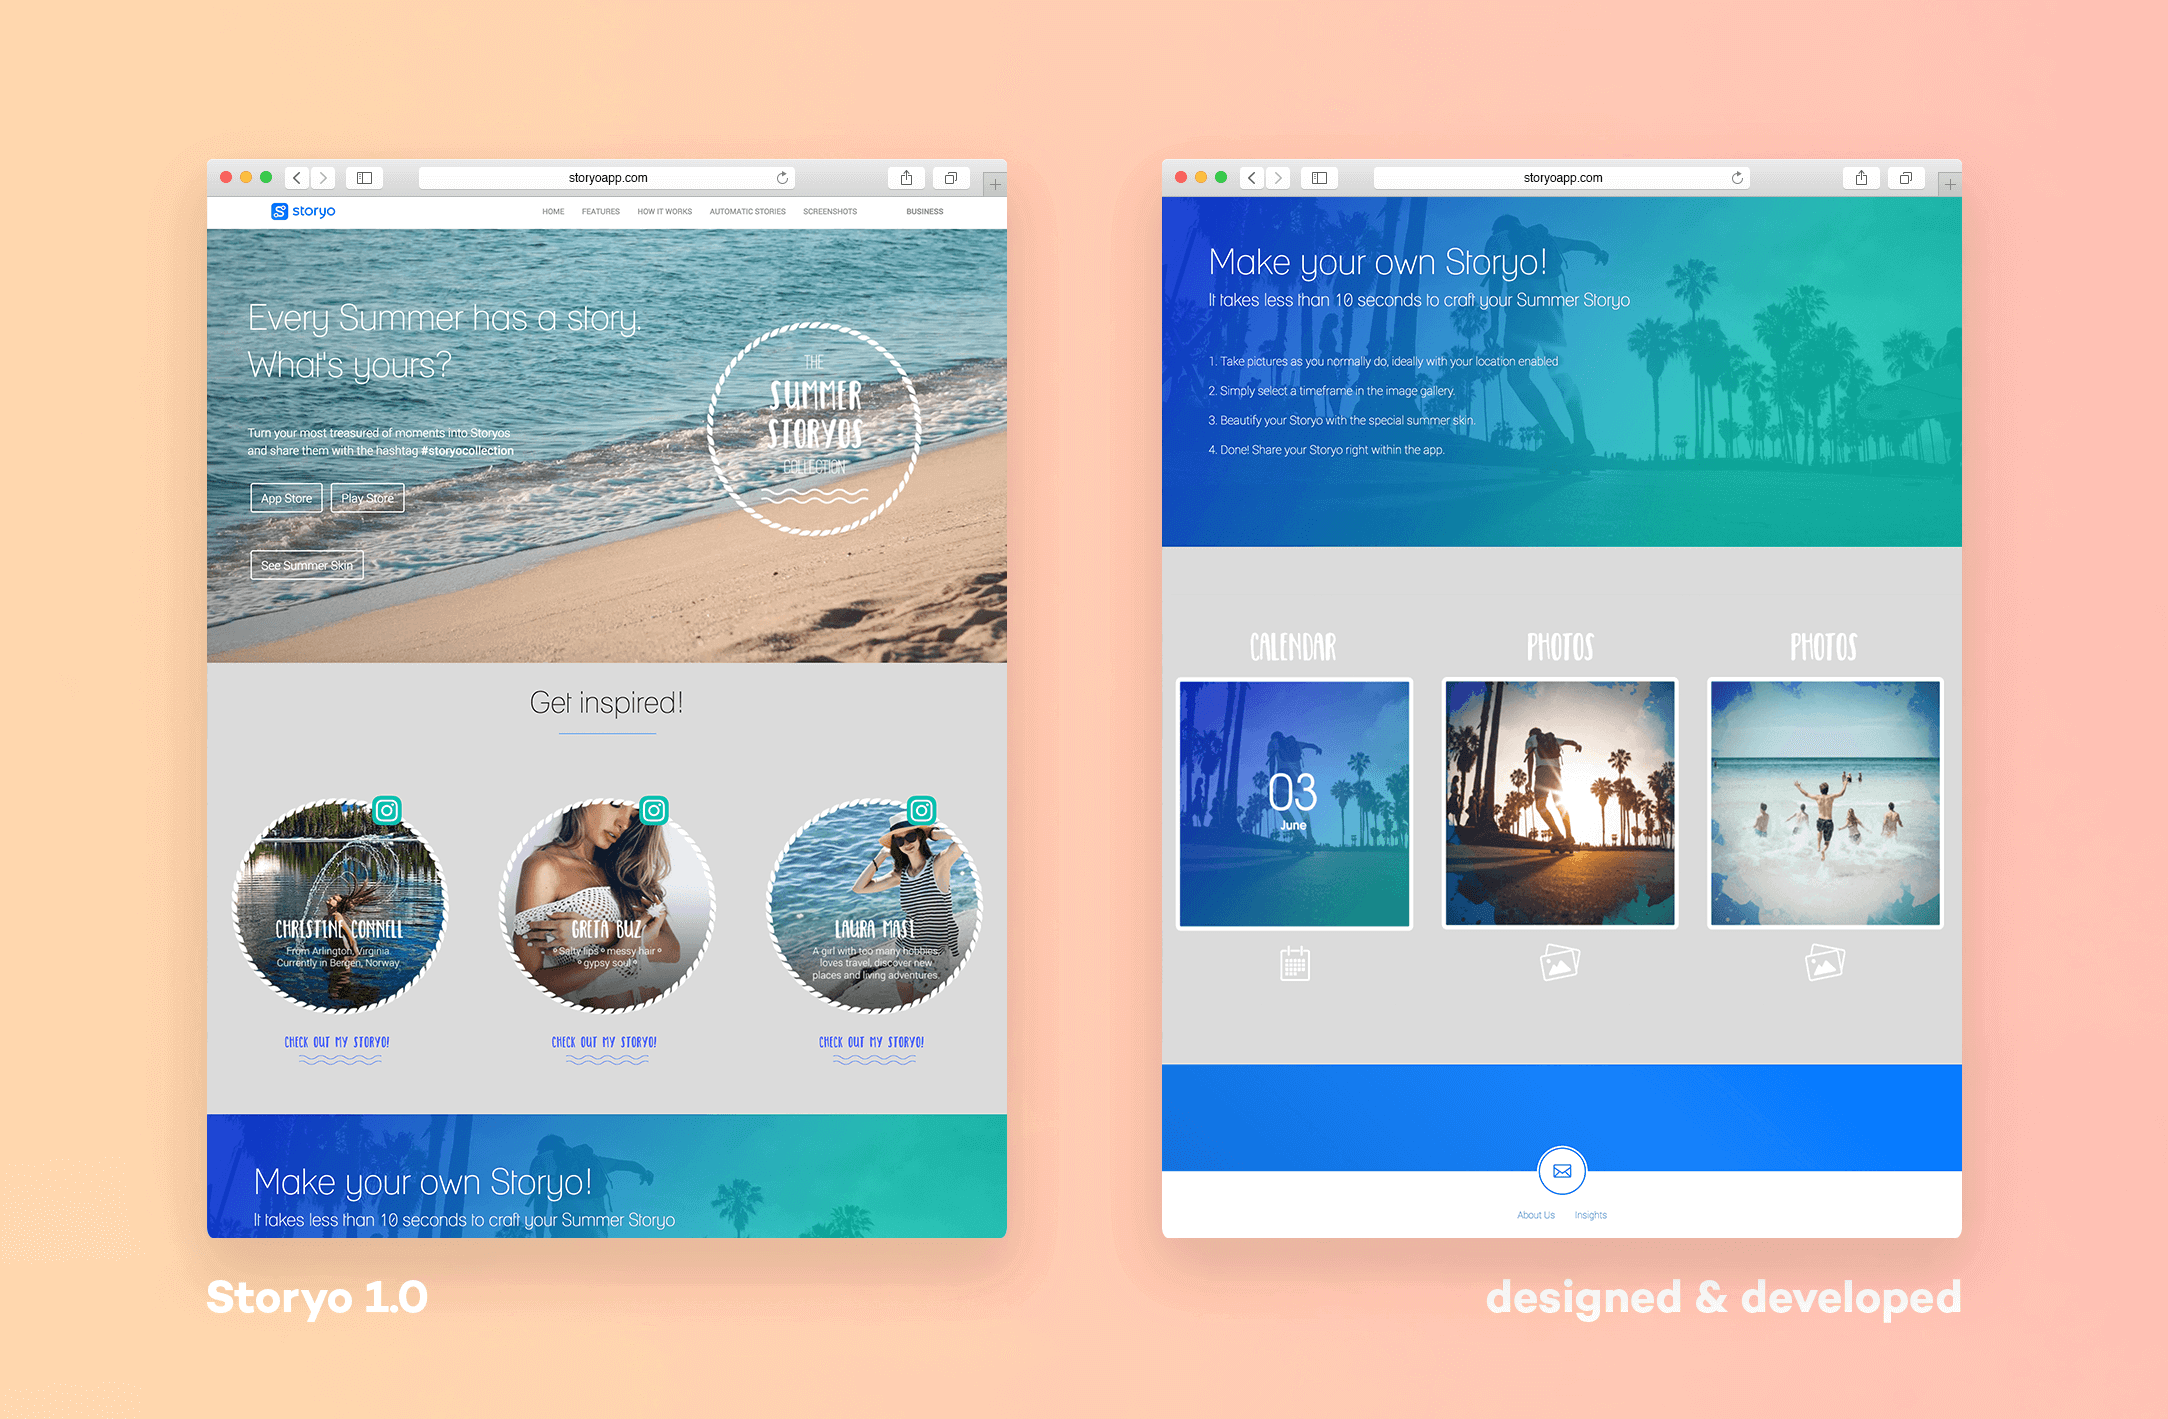 storyoapp.com
storyo
HOME FEATURES HOW IT WORKS AUTOMATIC STORIES SCREENSHOTS BUSINESS
Every Summer has a story.
What's yours?
Turn your most treasured of moments into Storyos
and share them with the hashtag #storyocollection
App Store Play Store
See Summer Skin
THE
SUMMER
STORYOS
COLLECTION
Get inspired!
CHRISTINE CONNELL
From Arlington, Virginia
Currently in Bergen, Norway
CHECK OUT MY STORYO!
GRETA BUZ
° Salty lips ° messy hair °
° gypsy soul °
CHECK OUT MY STORYO!
LAURA MASI
A girl with too many hobbies,
loves travel, discover new
places and living adventures.
CHECK OUT MY STORYO!
Make your own Storyo!
It takes less than 10 seconds to craft your Summer Storyo
Storyo 1.0
storyoapp.com
Make your own Storyo!
It takes less than 10 seconds to craft your Summer Storyo
1. Take pictures as you normally do, ideally with your location enabled
2. Simply select a timeframe in the image gallery.
3. Beautify your Storyo with the special summer skin.
4. Done! Share your Storyo right within the app.
CALENDAR
03
June
PHOTOS
PHOTOS
About Us Insights
designed & developed